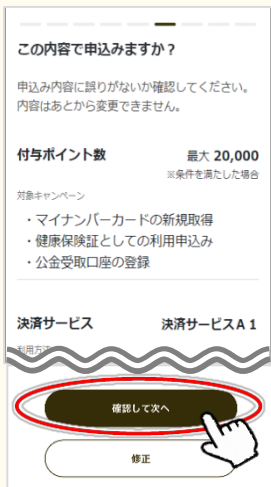 この内容で申込みますか？
申込み内容に誤りがないか確認してください。
内容はあとから変更できません。
付与ポイント数 最大 20,000
※条件を満たした場合
対象キャンペーン
・マイナンバーカードの新規取得
・健康保険証としての利用申込み
・公金受取口座の登録
決済サービス 決済サービスA 1
利用方法
確認して次へ
修正